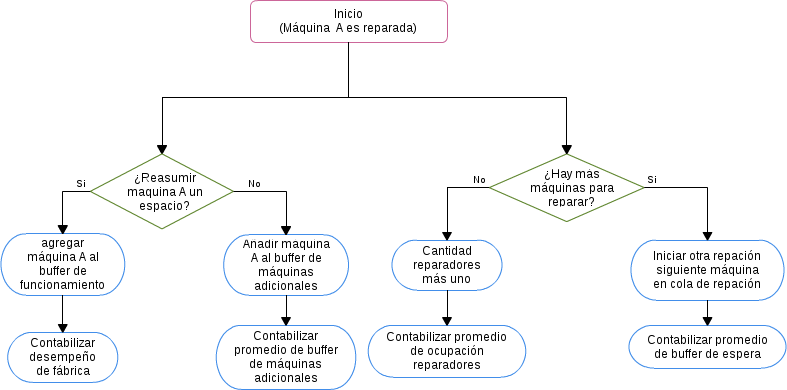 Inicio
(Máquina A es reparada)
¿Reasumir
maquina A un
espacio?
Si
No
¿Hay mas
máquinas para
reparar?
No
Si
agregar
máquina A al
buffer de
funcionamiento
Añadir maquina
A al buffer de
máquinas
adicionales
Cantidad
reparadores
más uno
Iniciar otra repación
siguiente máquina
en cola de repación
Contabilizar
desempeño
de fábrica
Contabilizar
promedio de buffer
de máquinas
adicionales
Contabilizar promedio
de ocupación
reparadores
Contabilizar promedio
de buffer de espera